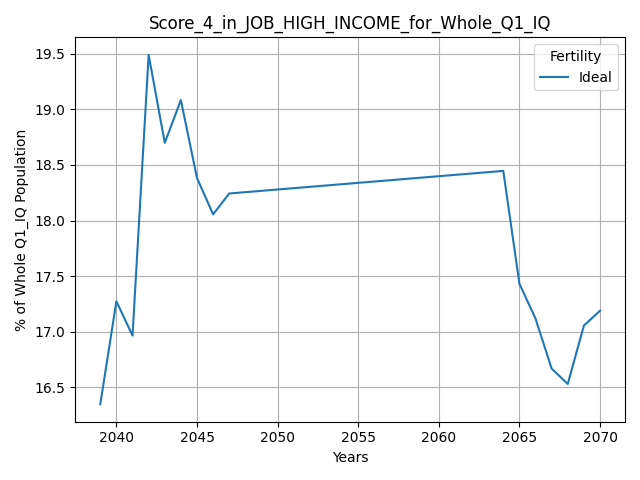 Score_4_in_JOB_HIGH_INCOME_for_Whole_Q1_IQ
Fertility
Ideal
% of Whole Q1_IQ Population
19.5
19.0
18.5
18.0
17.5
17.0
16.5
2040 2045 2050 2055 2060 2065 2070
Years